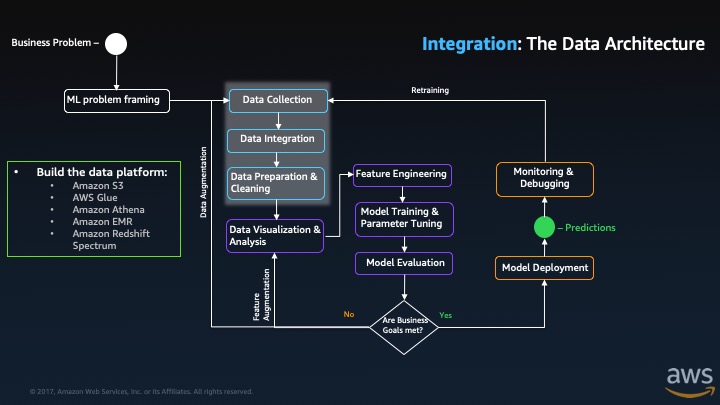 Business Problem –
Integration: The Data Architecture
ML problem framing
Data Collection
Retraining
Data Integration
Data Preparation &
Cleaning
Data Augmentation
• Build the data platform:
• Amazon S3
• AWS Glue
• Amazon Athena
• Amazon EMR
• Amazon Redshift
Spectrum
Feature Engineering
Monitoring &
Debugging
Data Visualization &
Analysis
Model Training &
Parameter Tuning
– Predictions
Model Evaluation
Model Deployment
Feature
Augmentation
No
Are Business
Goals met?
Yes
© 2017, Amazon Web Services, Inc. or its Affiliates. All rights reserved.
aws